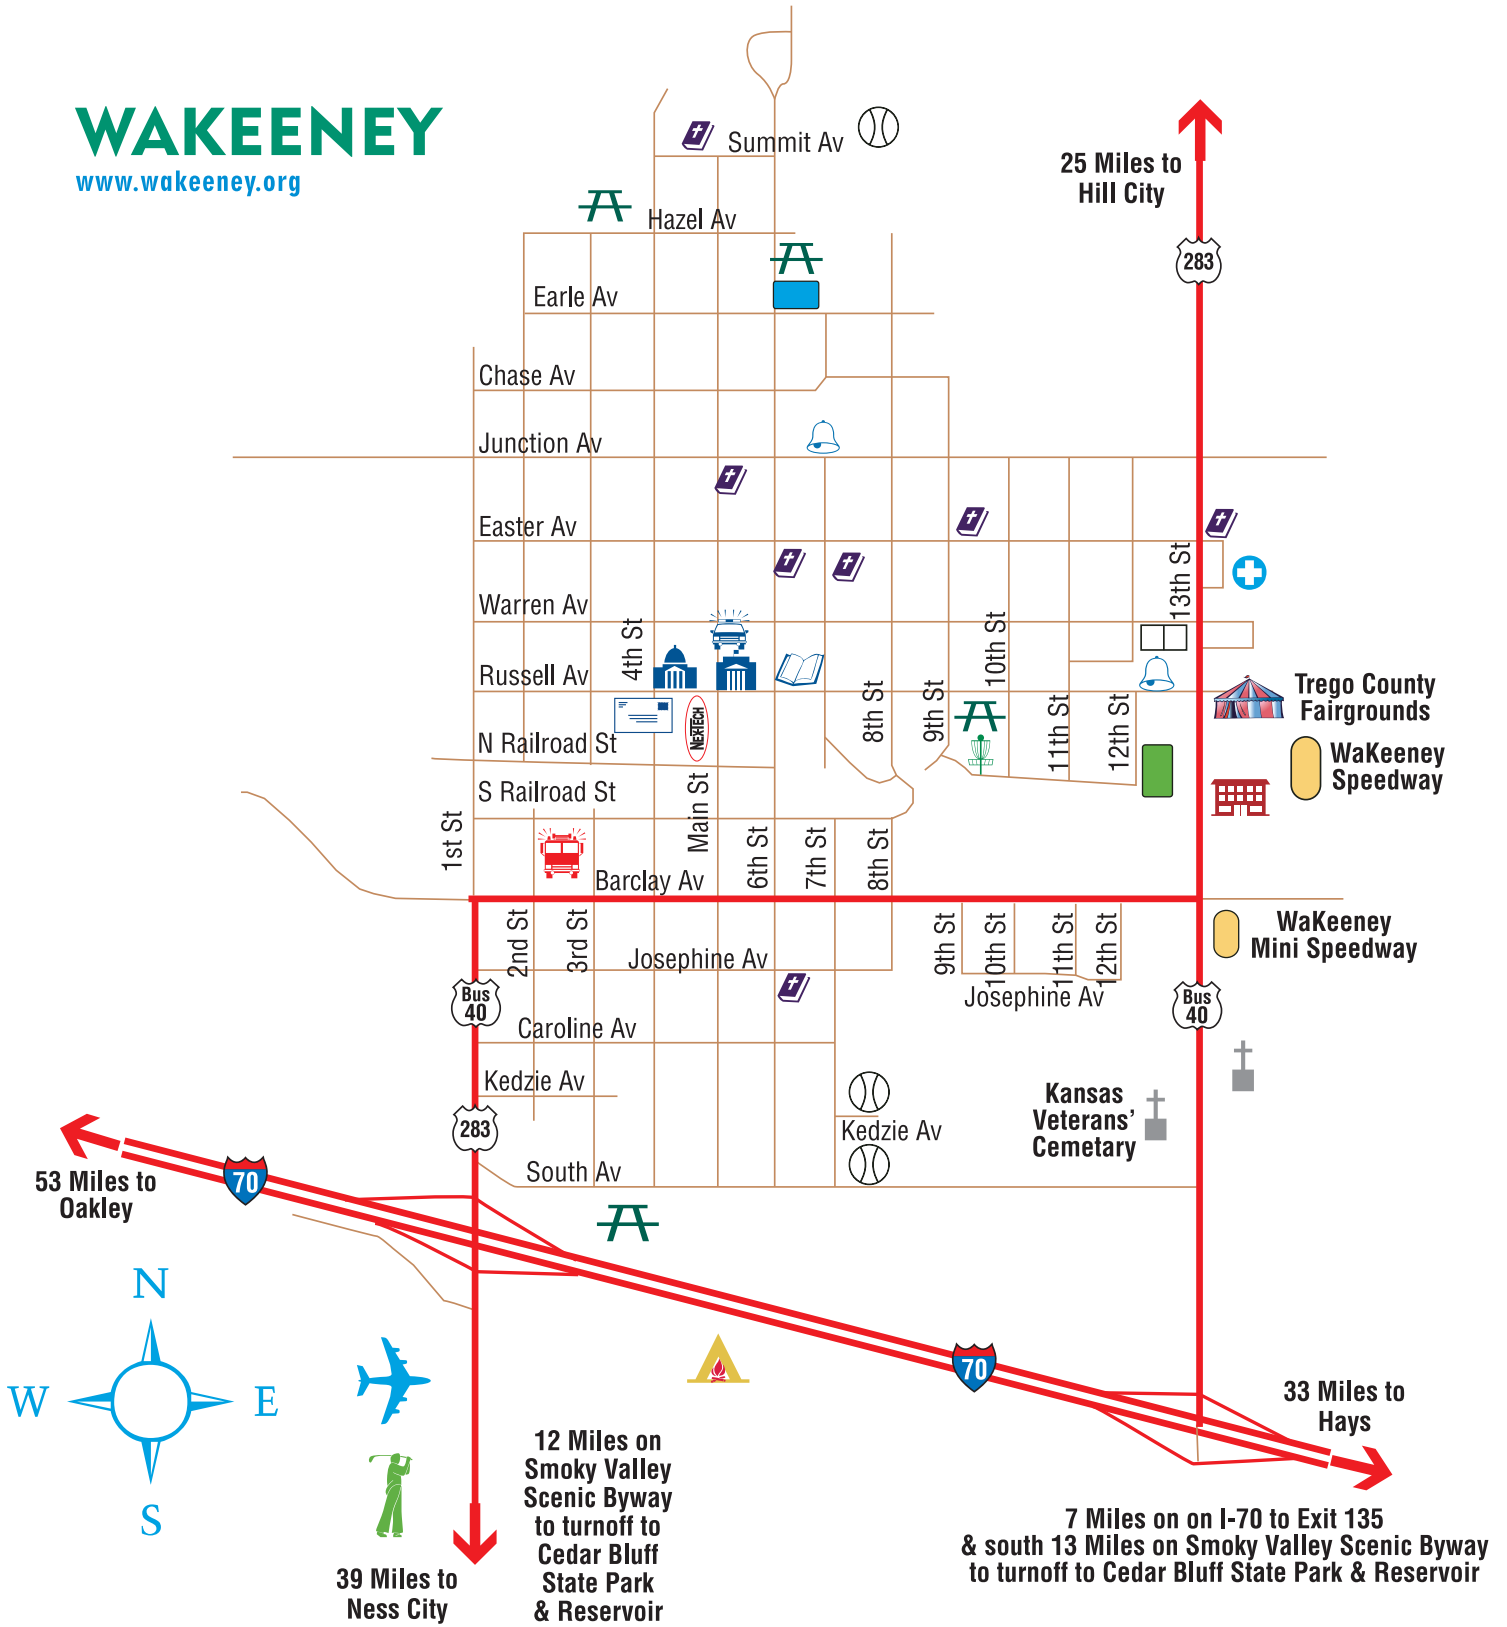 WAKEENEY
www.wakeeney.org
Summit Av
25 Miles to
Hill City
Hazel Av
283
Earle Av
Chase Av
Junction Av
Easter Av
13th St
Warren Av
4th St
10th St
Russell Av
8th St
9th St
11th St
12th St
Trego County
Fairgrounds
NEXTECH
N Railroad St
WaKeeney
Speedway
S Railroad St
Main St
1st St
6th St
7th St
8th St
Barclay Av
2nd St
3rd St
9th St
10th St
11th St
12th St
WaKeeney
Mini Speedway
Josephine Av
Josephine Av
Bus
40
Bus
40
Caroline Av
Kedzie Av
Kansas
Veterans'
Cemetary
283
Kedzie Av
South Av
70
53 Miles to
Oakley
N
W
E
S
70
33 Miles to
Hays
12 Miles on
Smoky Valley
Scenic Byway
to turnoff to
Cedar Bluff
State Park
& Reservoir
39 Miles to
Ness City
7 Miles on on I-70 to Exit 135
& south 13 Miles on Smoky Valley Scenic Byway
to turnoff to Cedar Bluff State Park & Reservoir